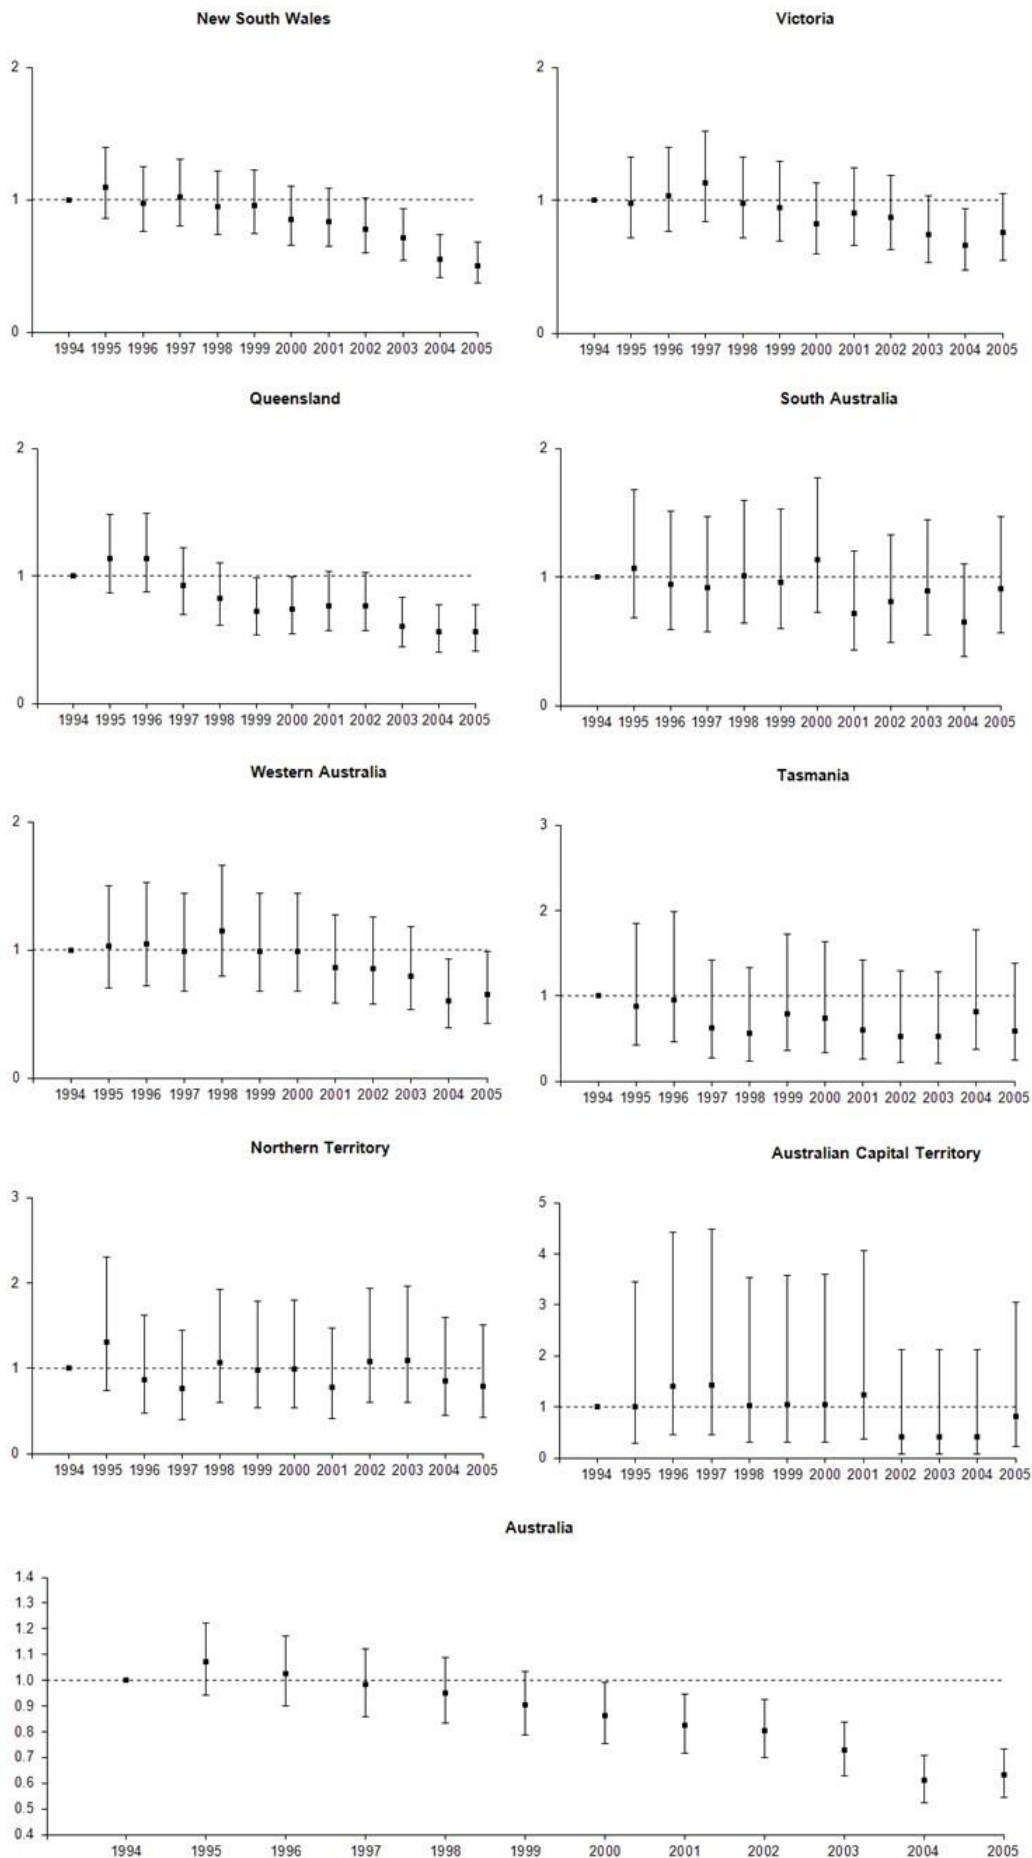 New South Wales
2
1
0
1994 1995 1996 1997 1998 1999 2000 2001 2002 2003 2004 2005
Victoria
2
1
0
1994 1995 1996 1997 1998 1999 2000 2001 2002 2003 2004 2005
Queensland
2
1
0
1994 1995 1996 1997 1998 1999 2000 2001 2002 2003 2004 2005
South Australia
2
1
0
1994 1995 1996 1997 1998 1999 2000 2001 2002 2003 2004 2005
Western Australia
2
1
0
1994 1995 1996 1997 1998 1999 2000 2001 2002 2003 2004 2005
Tasmania
3
2
1
0
1994 1995 1996 1997 1998 1999 2000 2001 2002 2003 2004 2005
Northern Territory
3
2
1
0
1994 1995 1996 1997 1998 1999 2000 2001 2002 2003 2004 2005
Australian Capital Territory
5
4
3
2
1
0
1994 1995 1996 1997 1998 1999 2000 2001 2002 2003 2004 2005
Australia
1.4
1.3
1.2
1.1
1.0
0.9
0.8
0.7
0.6
0.5
0.4
1994 1995 1996 1997 1998 1999 2000 2001 2002 2003 2004 2005